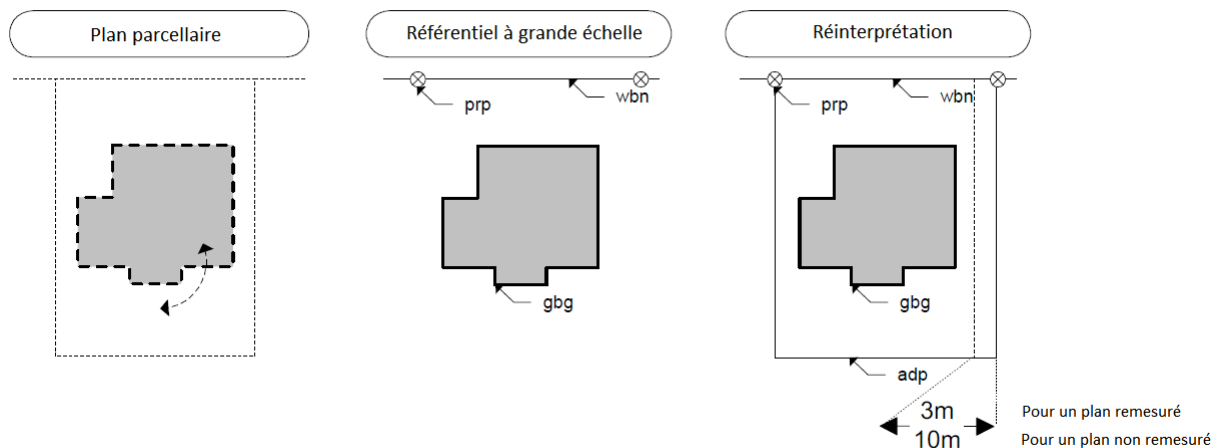 Plan parcellaire
Référentiel à grande échelle
Réinterprétation
prp
wbn
prp
wbn
gbg
gbg
adp
3m
Pour un plan remesuré
10m
Pour un plan non remesuré